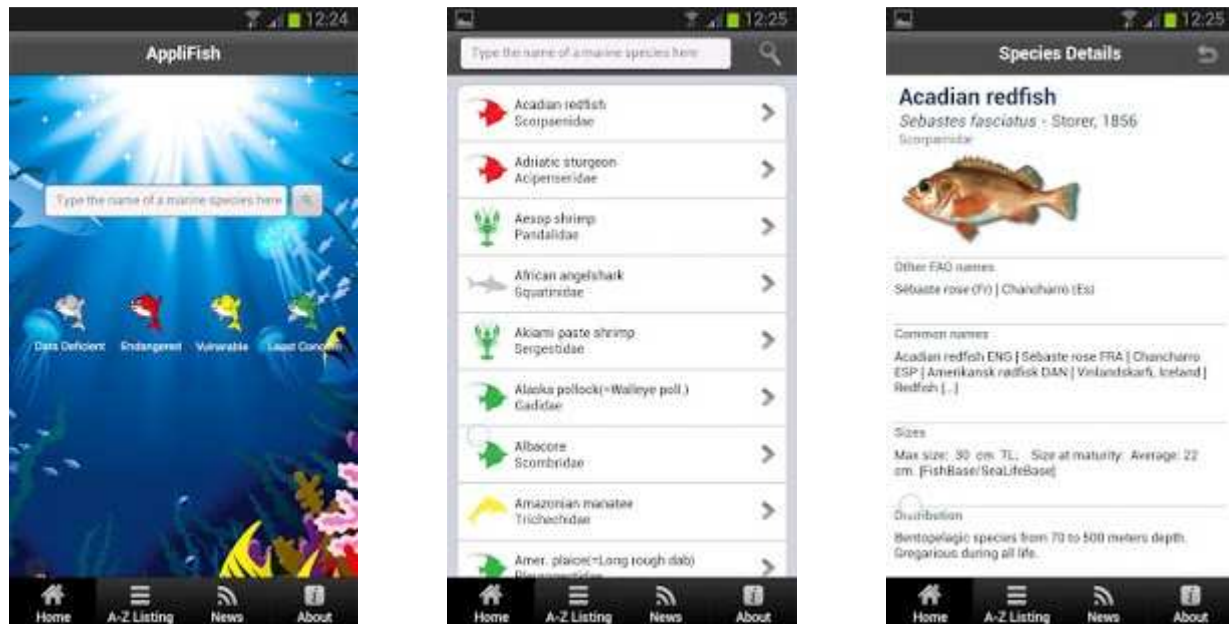 12:24
AppliFish
Type the name of a marine species here
Data Deficient Endangered Vulnerable Least Concern
Home A-Z Listing News About
12:25
Type the name of a marine species here
Acadian redfish
Scorpaenidae
Adriatic sturgeon
Acipenseridae
Aesop shrimp
Pandalidae
African angelshark
Squatinidae
Akiami paste shrimp
Sergestidae
Alaska pollock(=Walleye poll.)
Gadidae
Albacore
Scombridae
Amazonian manatee
Trichechidae
Amer. plaice(=Long rough dab)
Pleuronectidae
Home A-Z Listing News About
12:25
Species Details
Acadian redfish
Sebastes fasciatus - Storer, 1856
Scorpaenidae
Other FAO names
Sébaste rose (Fr) | Chancharro (Es)
Common names
Acadian redfish ENG | Sébaste rose FRA | Chancharro
ESP | Amerikansk rødfisk DAN | Vinlandskarfi, Iceland |
Redfish [...]
Sizes
Max size: 30 cm TL; Size at maturity: Average: 22
cm. [FishBase/SeaLifeBase]
Distribution
Bentopelagic species from 70 to 500 meters depth.
Gregarious during all life.
Home A-Z Listing News About